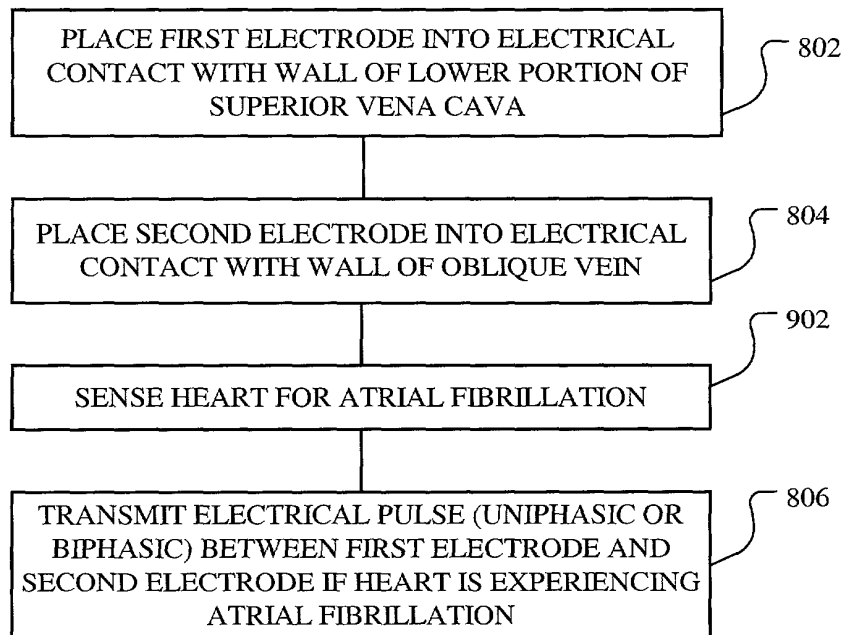 PLACE FIRST ELECTRODE INTO ELECTRICAL
CONTACT WITH WALL OF LOWER PORTION OF
SUPERIOR VENA CAVA
802
PLACE SECOND ELECTRODE INTO ELECTRICAL
CONTACT WITH WALL OF OBLIQUE VEIN
804
SENSE HEART FOR ATRIAL FIBRILLATION
902
TRANSMIT ELECTRICAL PULSE (UNIPHASIC OR
BIPHASIC) BETWEEN FIRST ELECTRODE AND
SECOND ELECTRODE IF HEART IS EXPERIENCING
ATRIAL FIBRILLATION
806